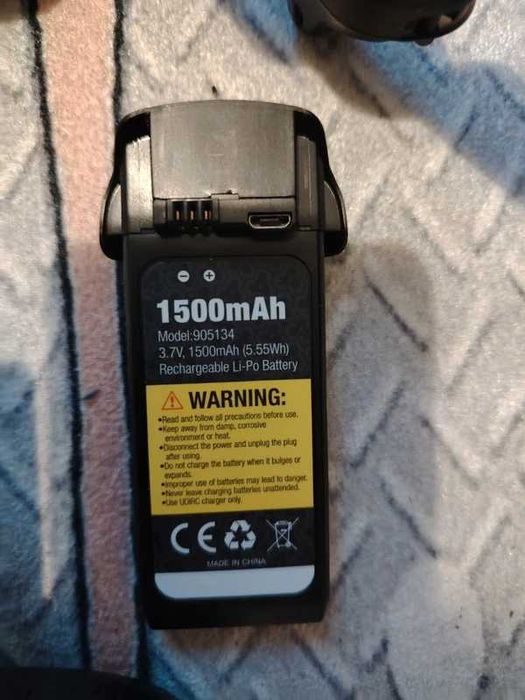 1500mAh
Model:905134
3.7V, 1500mAh (5.55Wh)
Rechargeable Li-Po Battery
WARNING:
•Read and follow all precautions before use.
•Keep away from damp, corrosive
environment or heat.
•Disconnect the power and unplug the plug
after using.
•Do not charge the battery when it bulges or
expands.
•Improper use of batteries may lead to danger.
•Never leave charging batteries unattended.
•Use UDIRC charger only.
CE
MADE IN CHINA